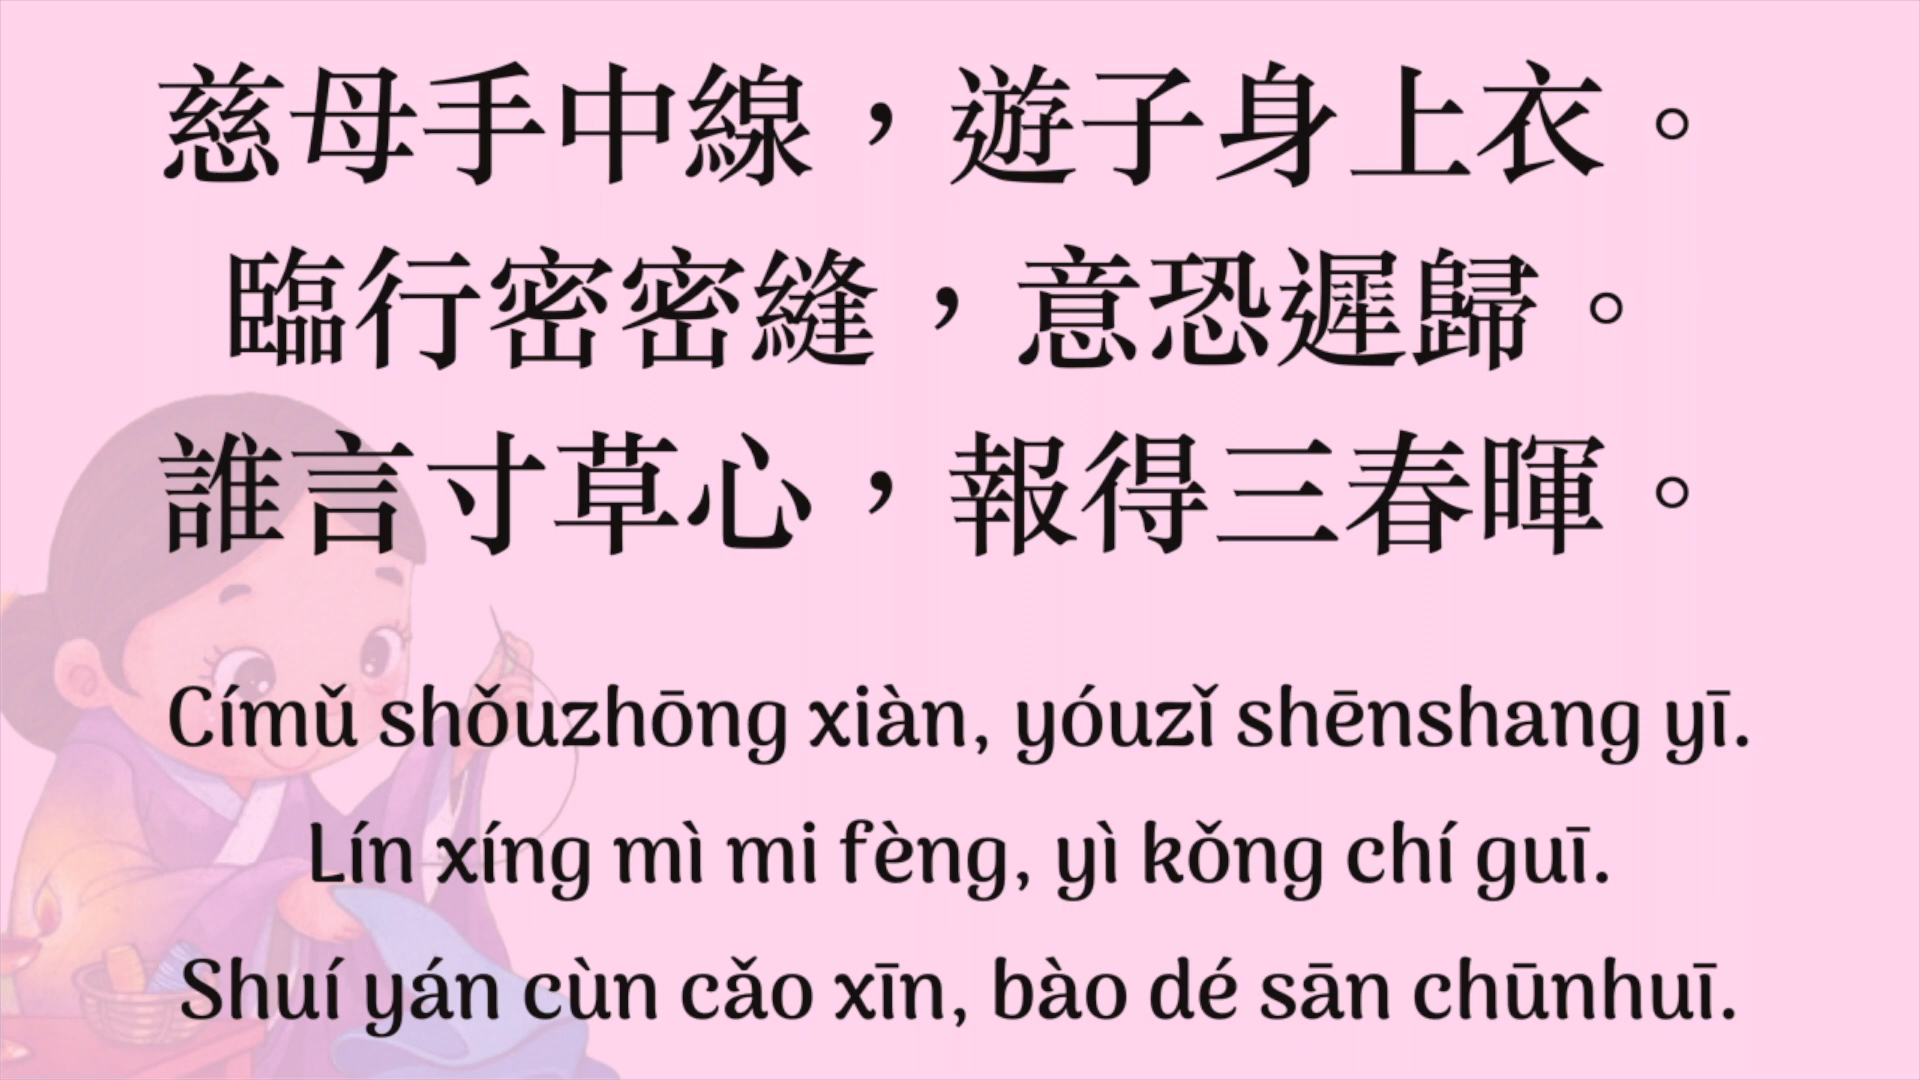 慈母手中線，遊子身上衣。
臨行密密縫，意恐遲歸。
誰言寸草心，報得三春暉。
Címǔ shǒuzhōng xiàn, yóuzǐ shēnshang yī.
Lín xíng mì mi fèng, yì kǒng chí guī.
Shuí yán cùn cǎo xīn, bào dé sān chūnhuī.